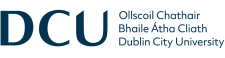 DCU
Ollscoil Chathair
Bhaile Átha Cliath
Dublin City University